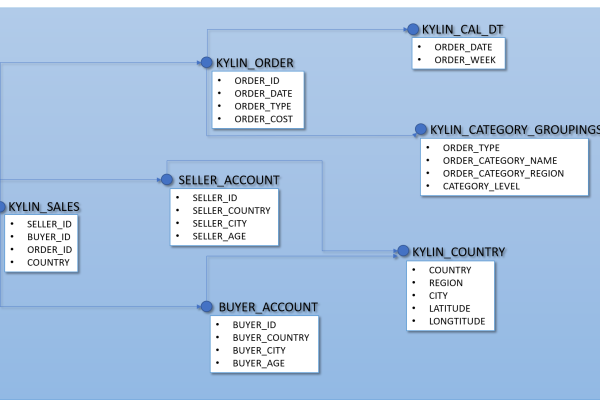 KYLIN_CAL_DT
• ORDER_DATE
• ORDER_WEEK
KYLIN_ORDER
• ORDER_ID
• ORDER_DATE
• ORDER_TYPE
• ORDER_COST
KYLIN_CATEGORY_GROUPINGS
• ORDER_TYPE
• ORDER_CATEGORY_NAME
• ORDER_CATEGORY_REGION
• CATEGORY_LEVEL
SELLER_ACCOUNT
• SELLER_ID
• SELLER_COUNTRY
• SELLER_CITY
• SELLER_AGE
KYLIN_SALES
• SELLER_ID
• BUYER_ID
• ORDER_ID
• COUNTRY
KYLIN_COUNTRY
• COUNTRY
• REGION
• CITY
• LATITUDE
• LONGTITUDE
BUYER_ACCOUNT
• BUYER_ID
• BUYER_COUNTRY
• BUYER_CITY
• BUYER_AGE